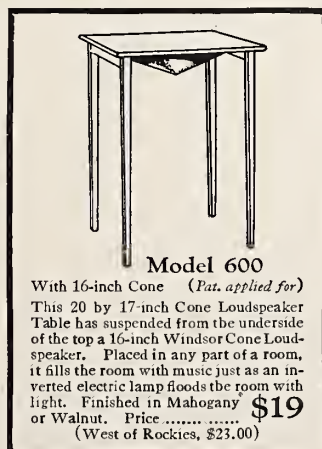 Model 600
With 16-inch Cone (Pat. applied for)
This 20 by 17-inch Cone Loudspeaker
Table has suspended from the underside
of the top a 16-inch Windsor Cone Loud-
speaker. Placed in any part of a room,
it fills the room with music just as an in-
verted electric lamp floods the room with
light. Finished in Mahogany
or Walnut. Price .............. $19
(West of Rockies, $23.00)